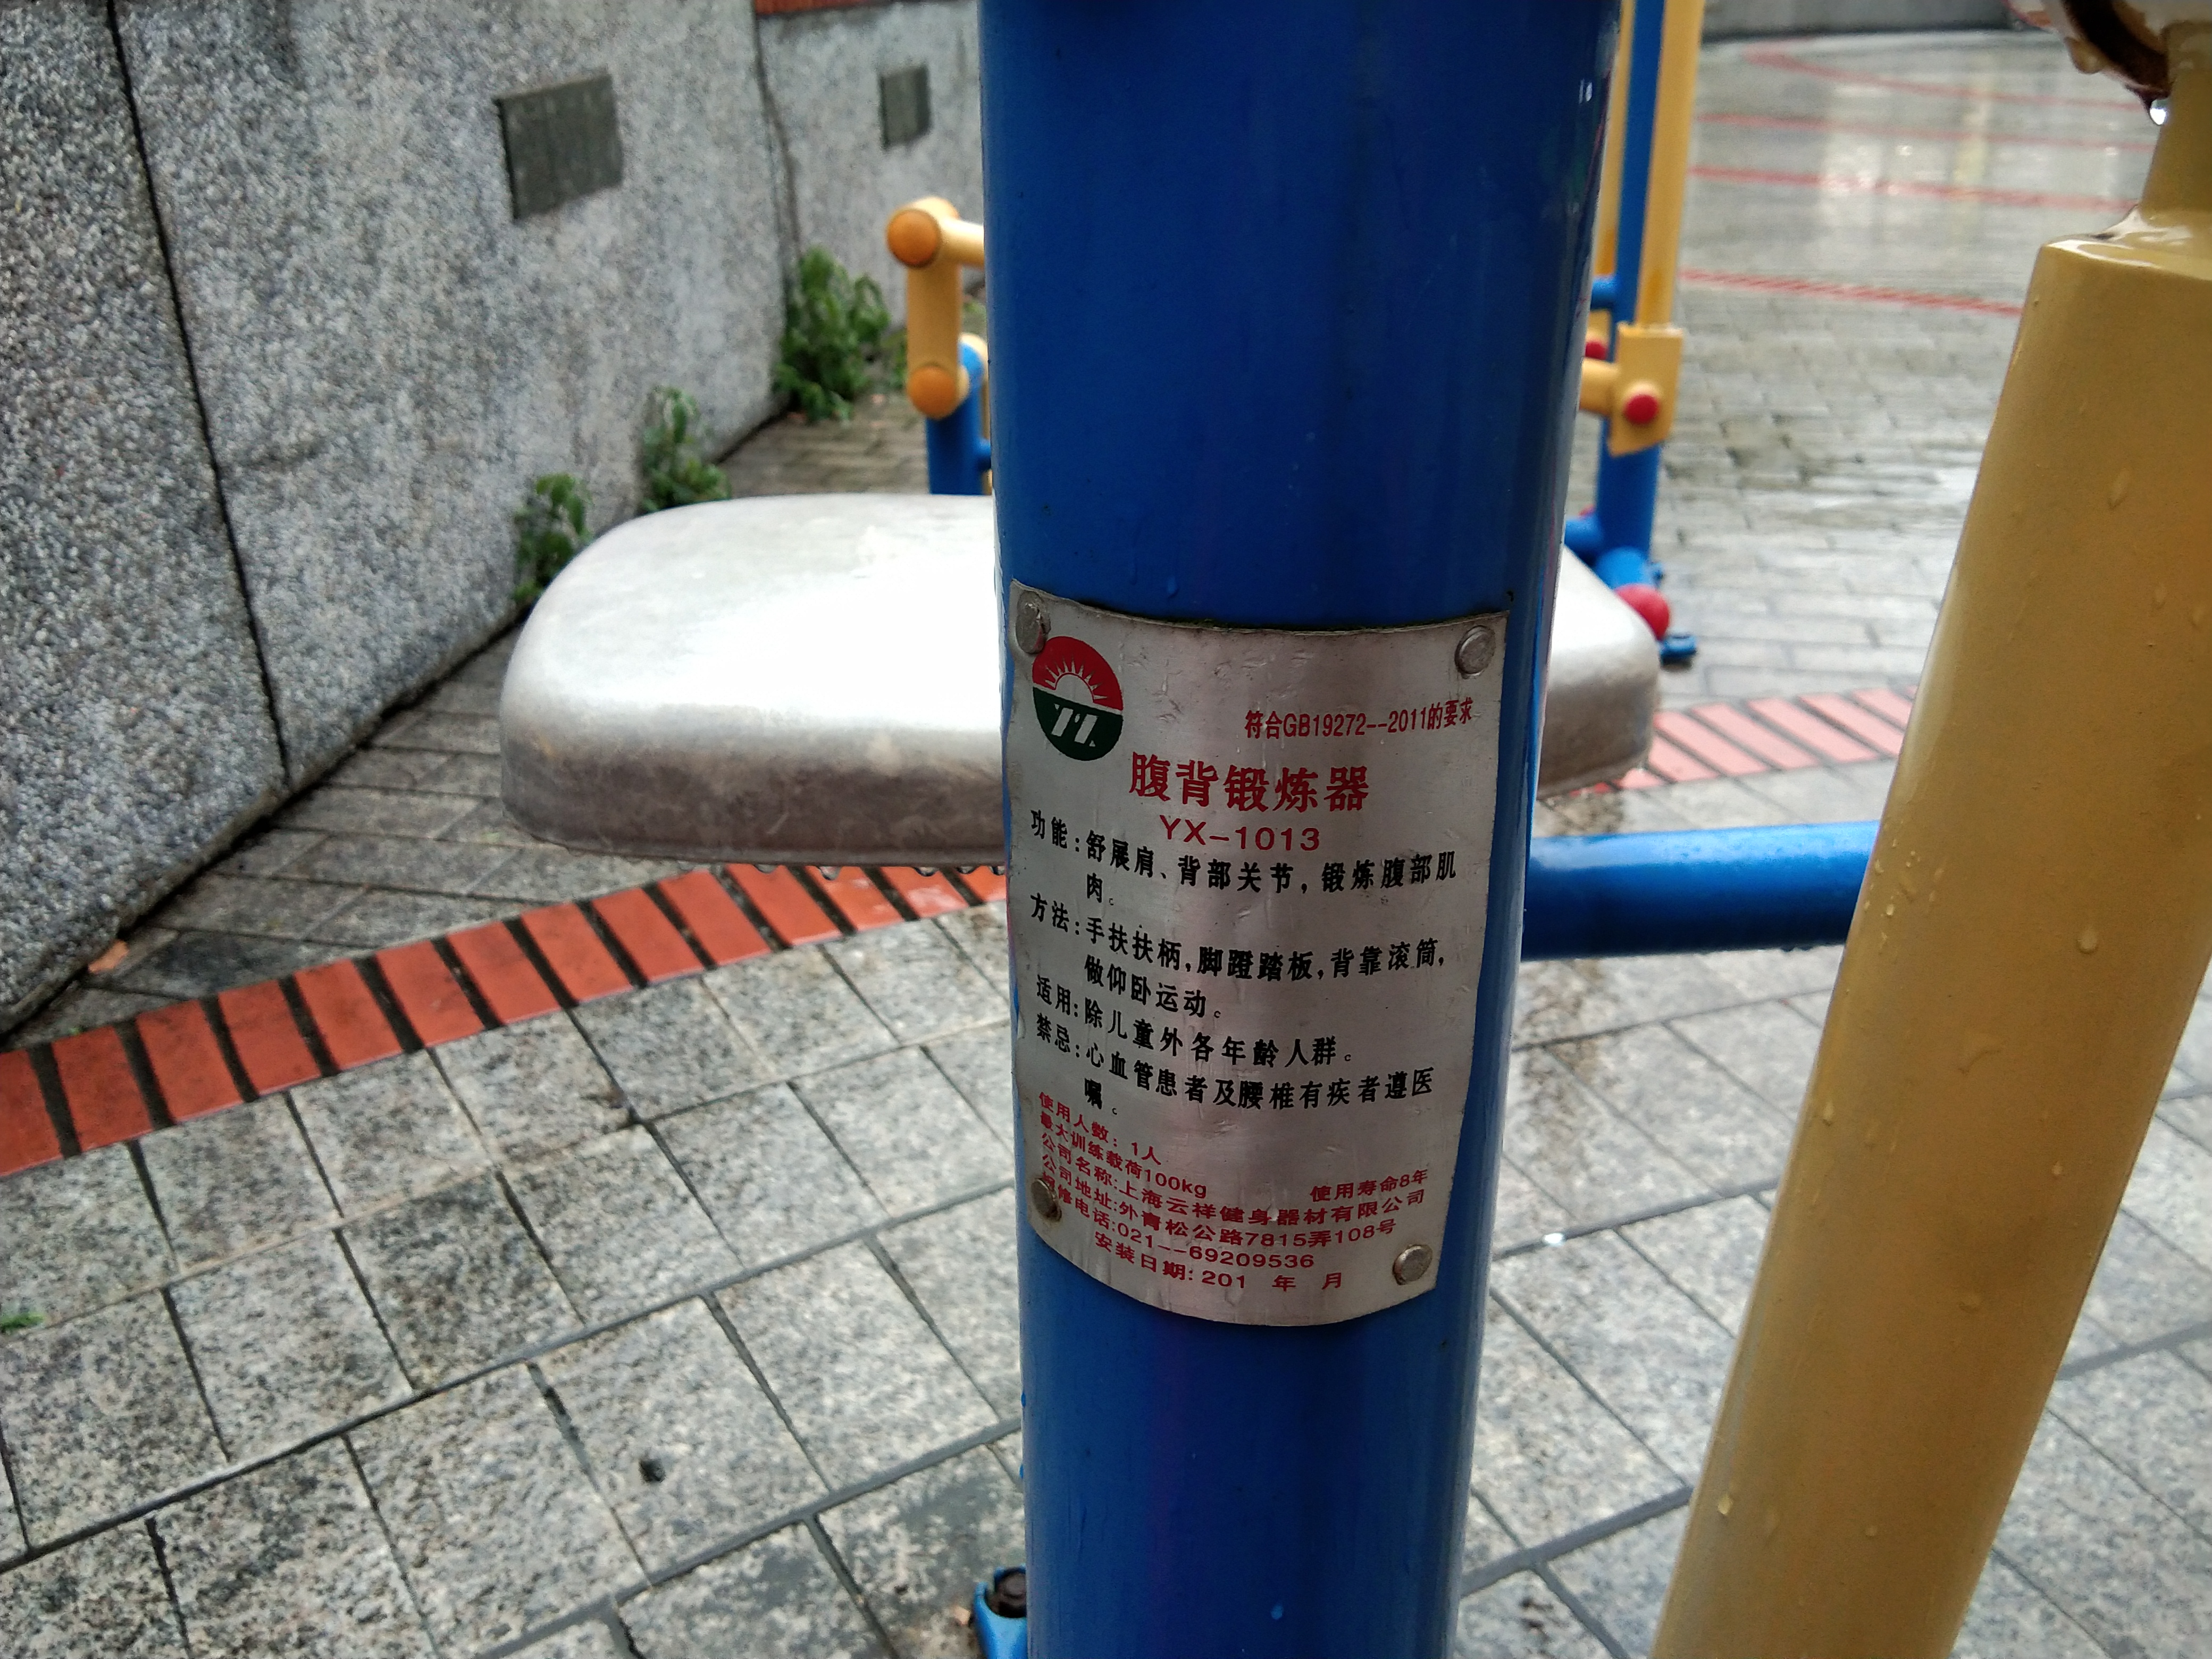 符合GB19272--2011的要求
腹背锻炼器
YX-1013
功能:舒展肩、背部关节,锻炼腹部肌
肉。
方法:手扶扶柄,脚蹬踏板,背靠滚筒,
做仰卧运动。
适用:除儿童外各年龄人群。
禁忌:心血管患者及腰椎有疾者遵医
嘱。
使用人数:1人
最大训练载荷100kg 使用寿命8年
公司名称:上海云祥健身器材有限公司
公司地址:外青松公路7815弄108号
修电话:021--69209536
安装日期:201 年 月